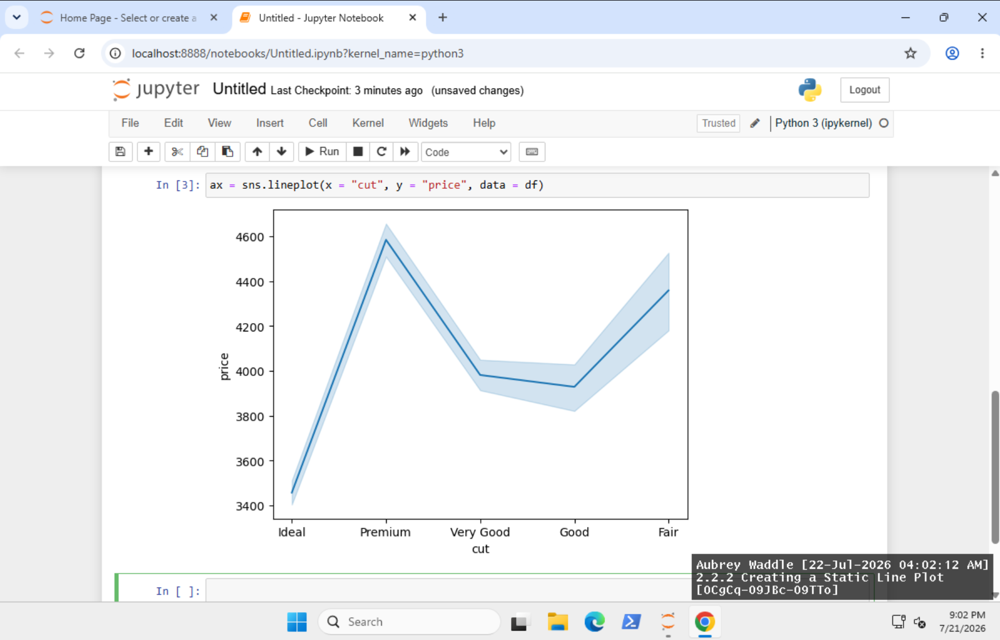 Home Page - Select or create a
Untitled - Jupyter Notebook
localhost:8888/notebooks/Untitled.ipynb?kernel_name=python3
jupyter Untitled Last Checkpoint: 3 minutes ago (unsaved changes)
Logout
File Edit View Insert Cell Kernel Widgets Help
Trusted Python 3 (ipykernel)
Run Code
In [3]: ax = sns.lineplot(x = "cut", y = "price", data = df)
4600
4400
4200
4000
3800
3600
3400
price
Ideal Premium Very Good Good Fair
cut
In [ ]:
Aubrey Waddle [22-Jul-2026 04:02:12 AM]
2.2.2 Creating a Static Line Plot
[OCgCq-O9JBc-O9TTo]
Search
9:02 PM
7/21/2026